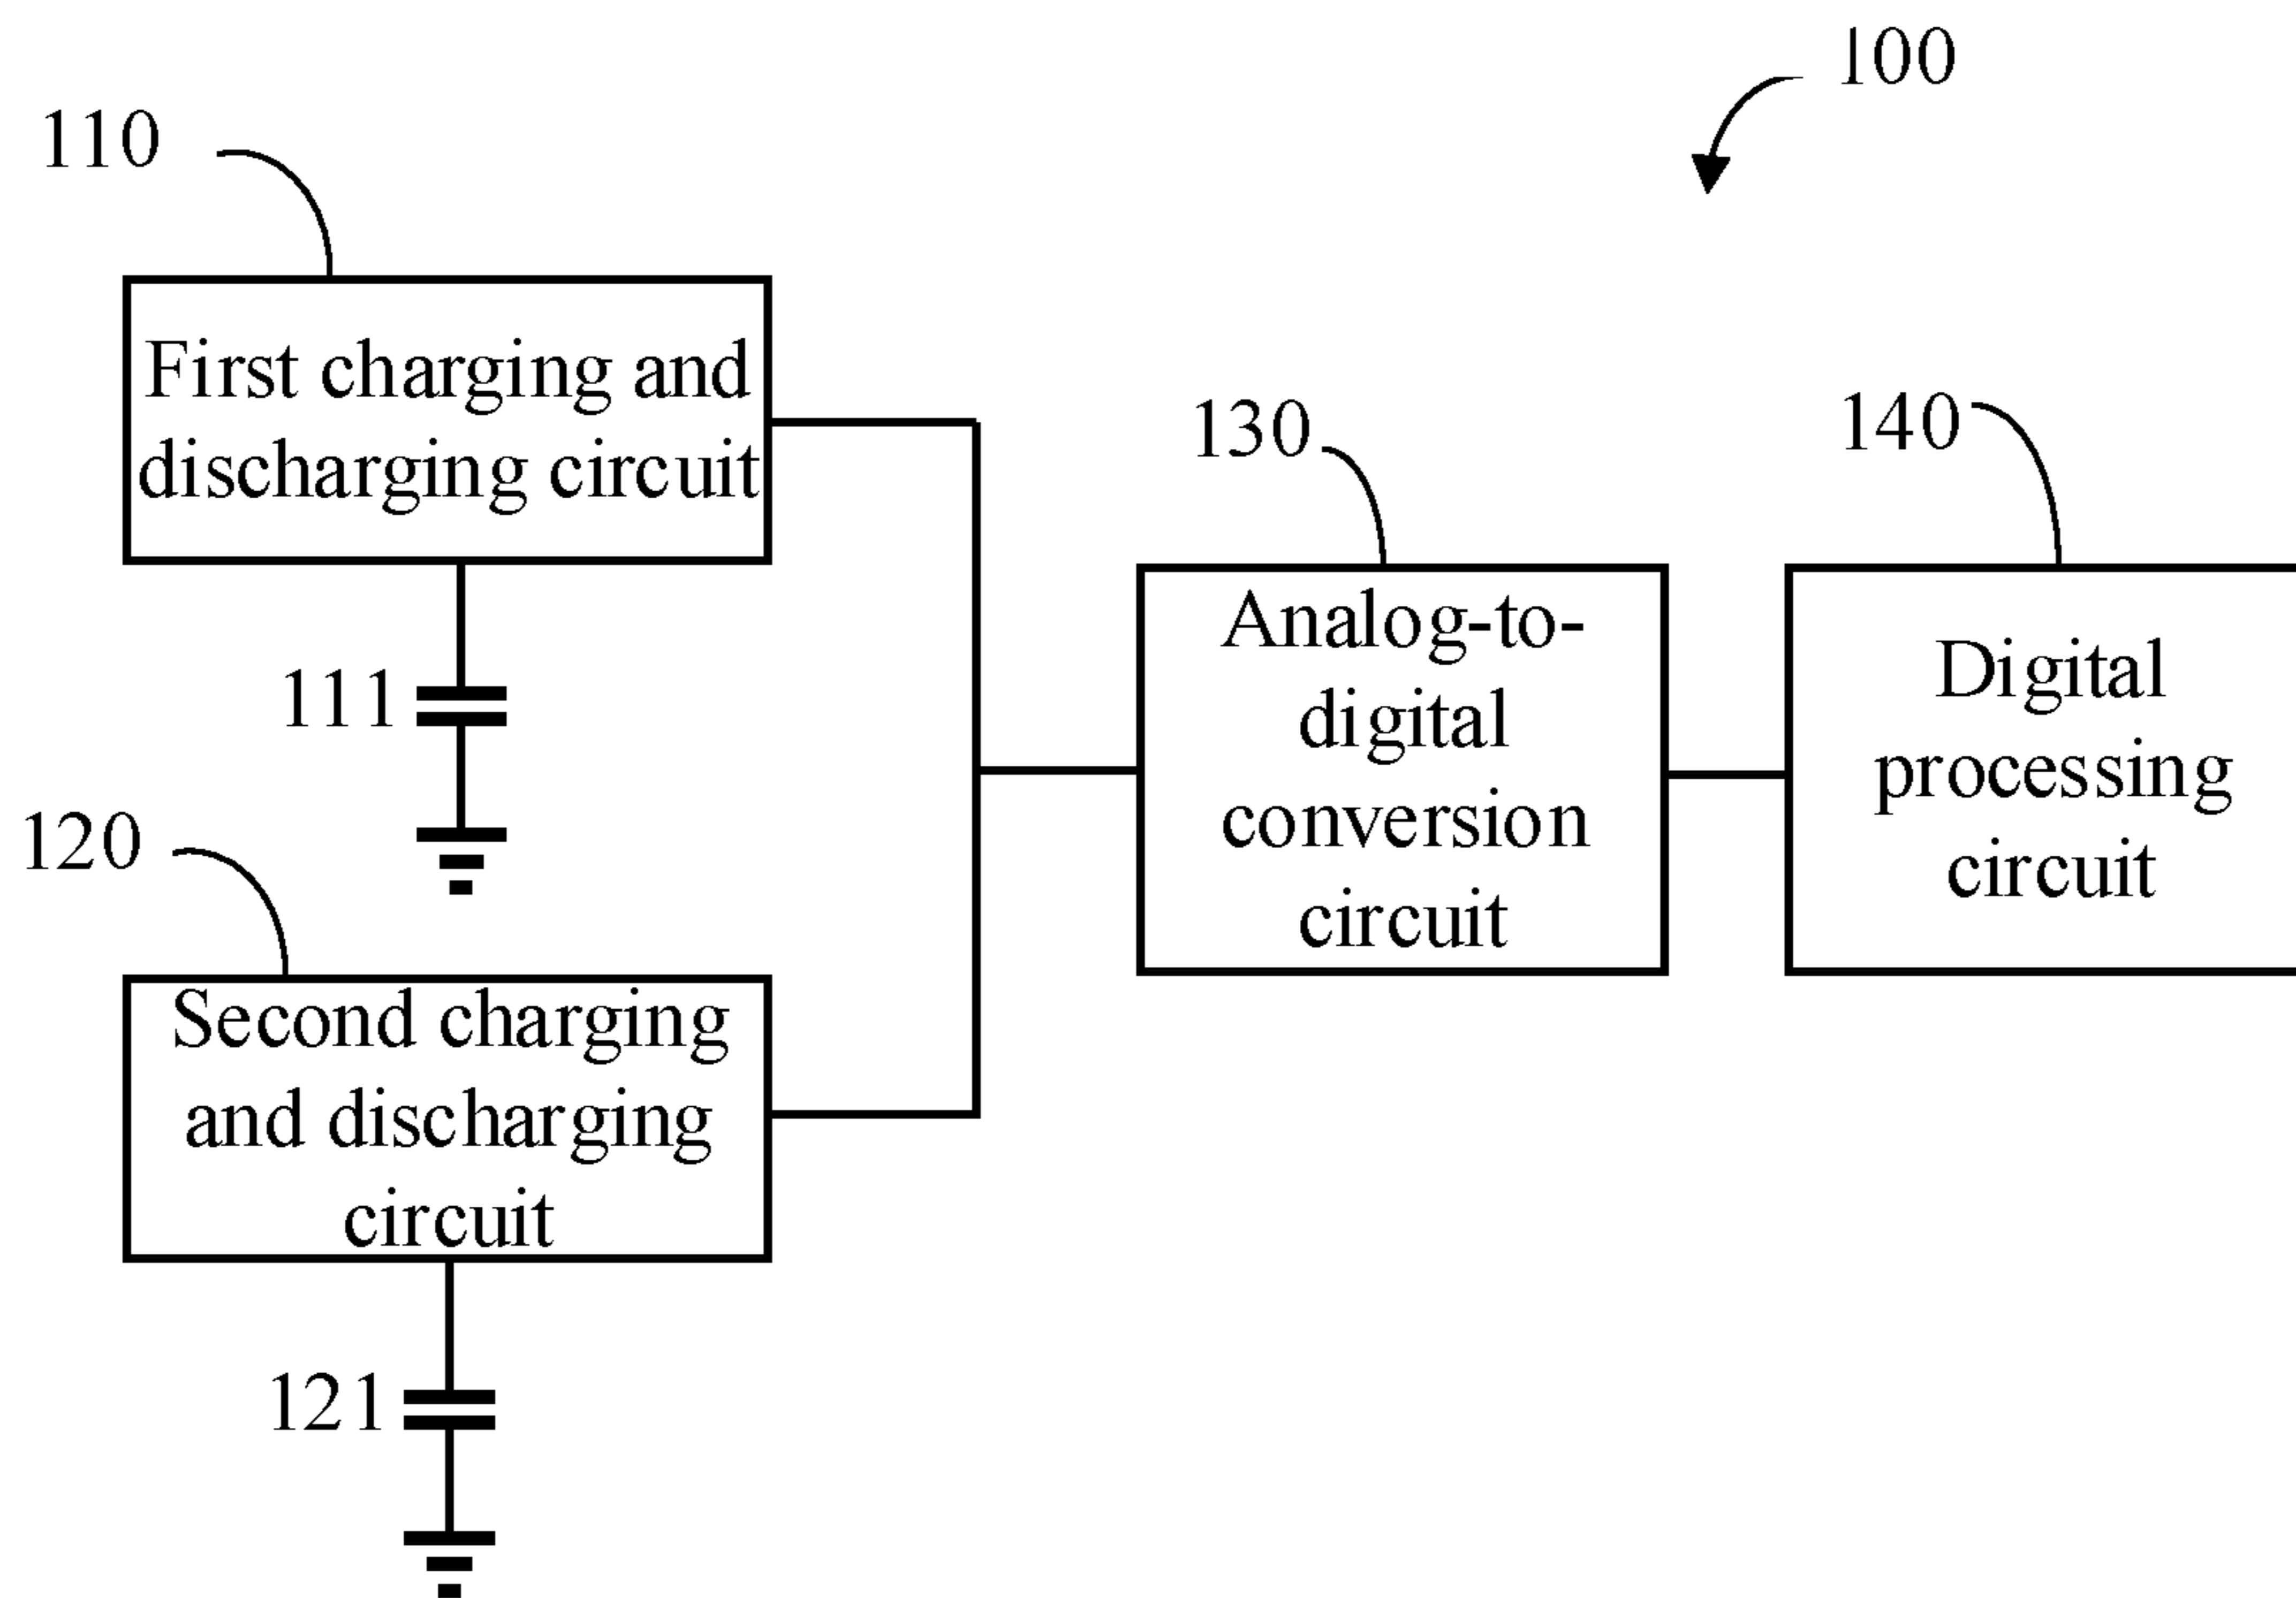 100
110
First charging and
discharging circuit
111
130
Analog-to-
digital
conversion
circuit
140
Digital
processing
circuit
120
Second charging
and discharging
circuit
121